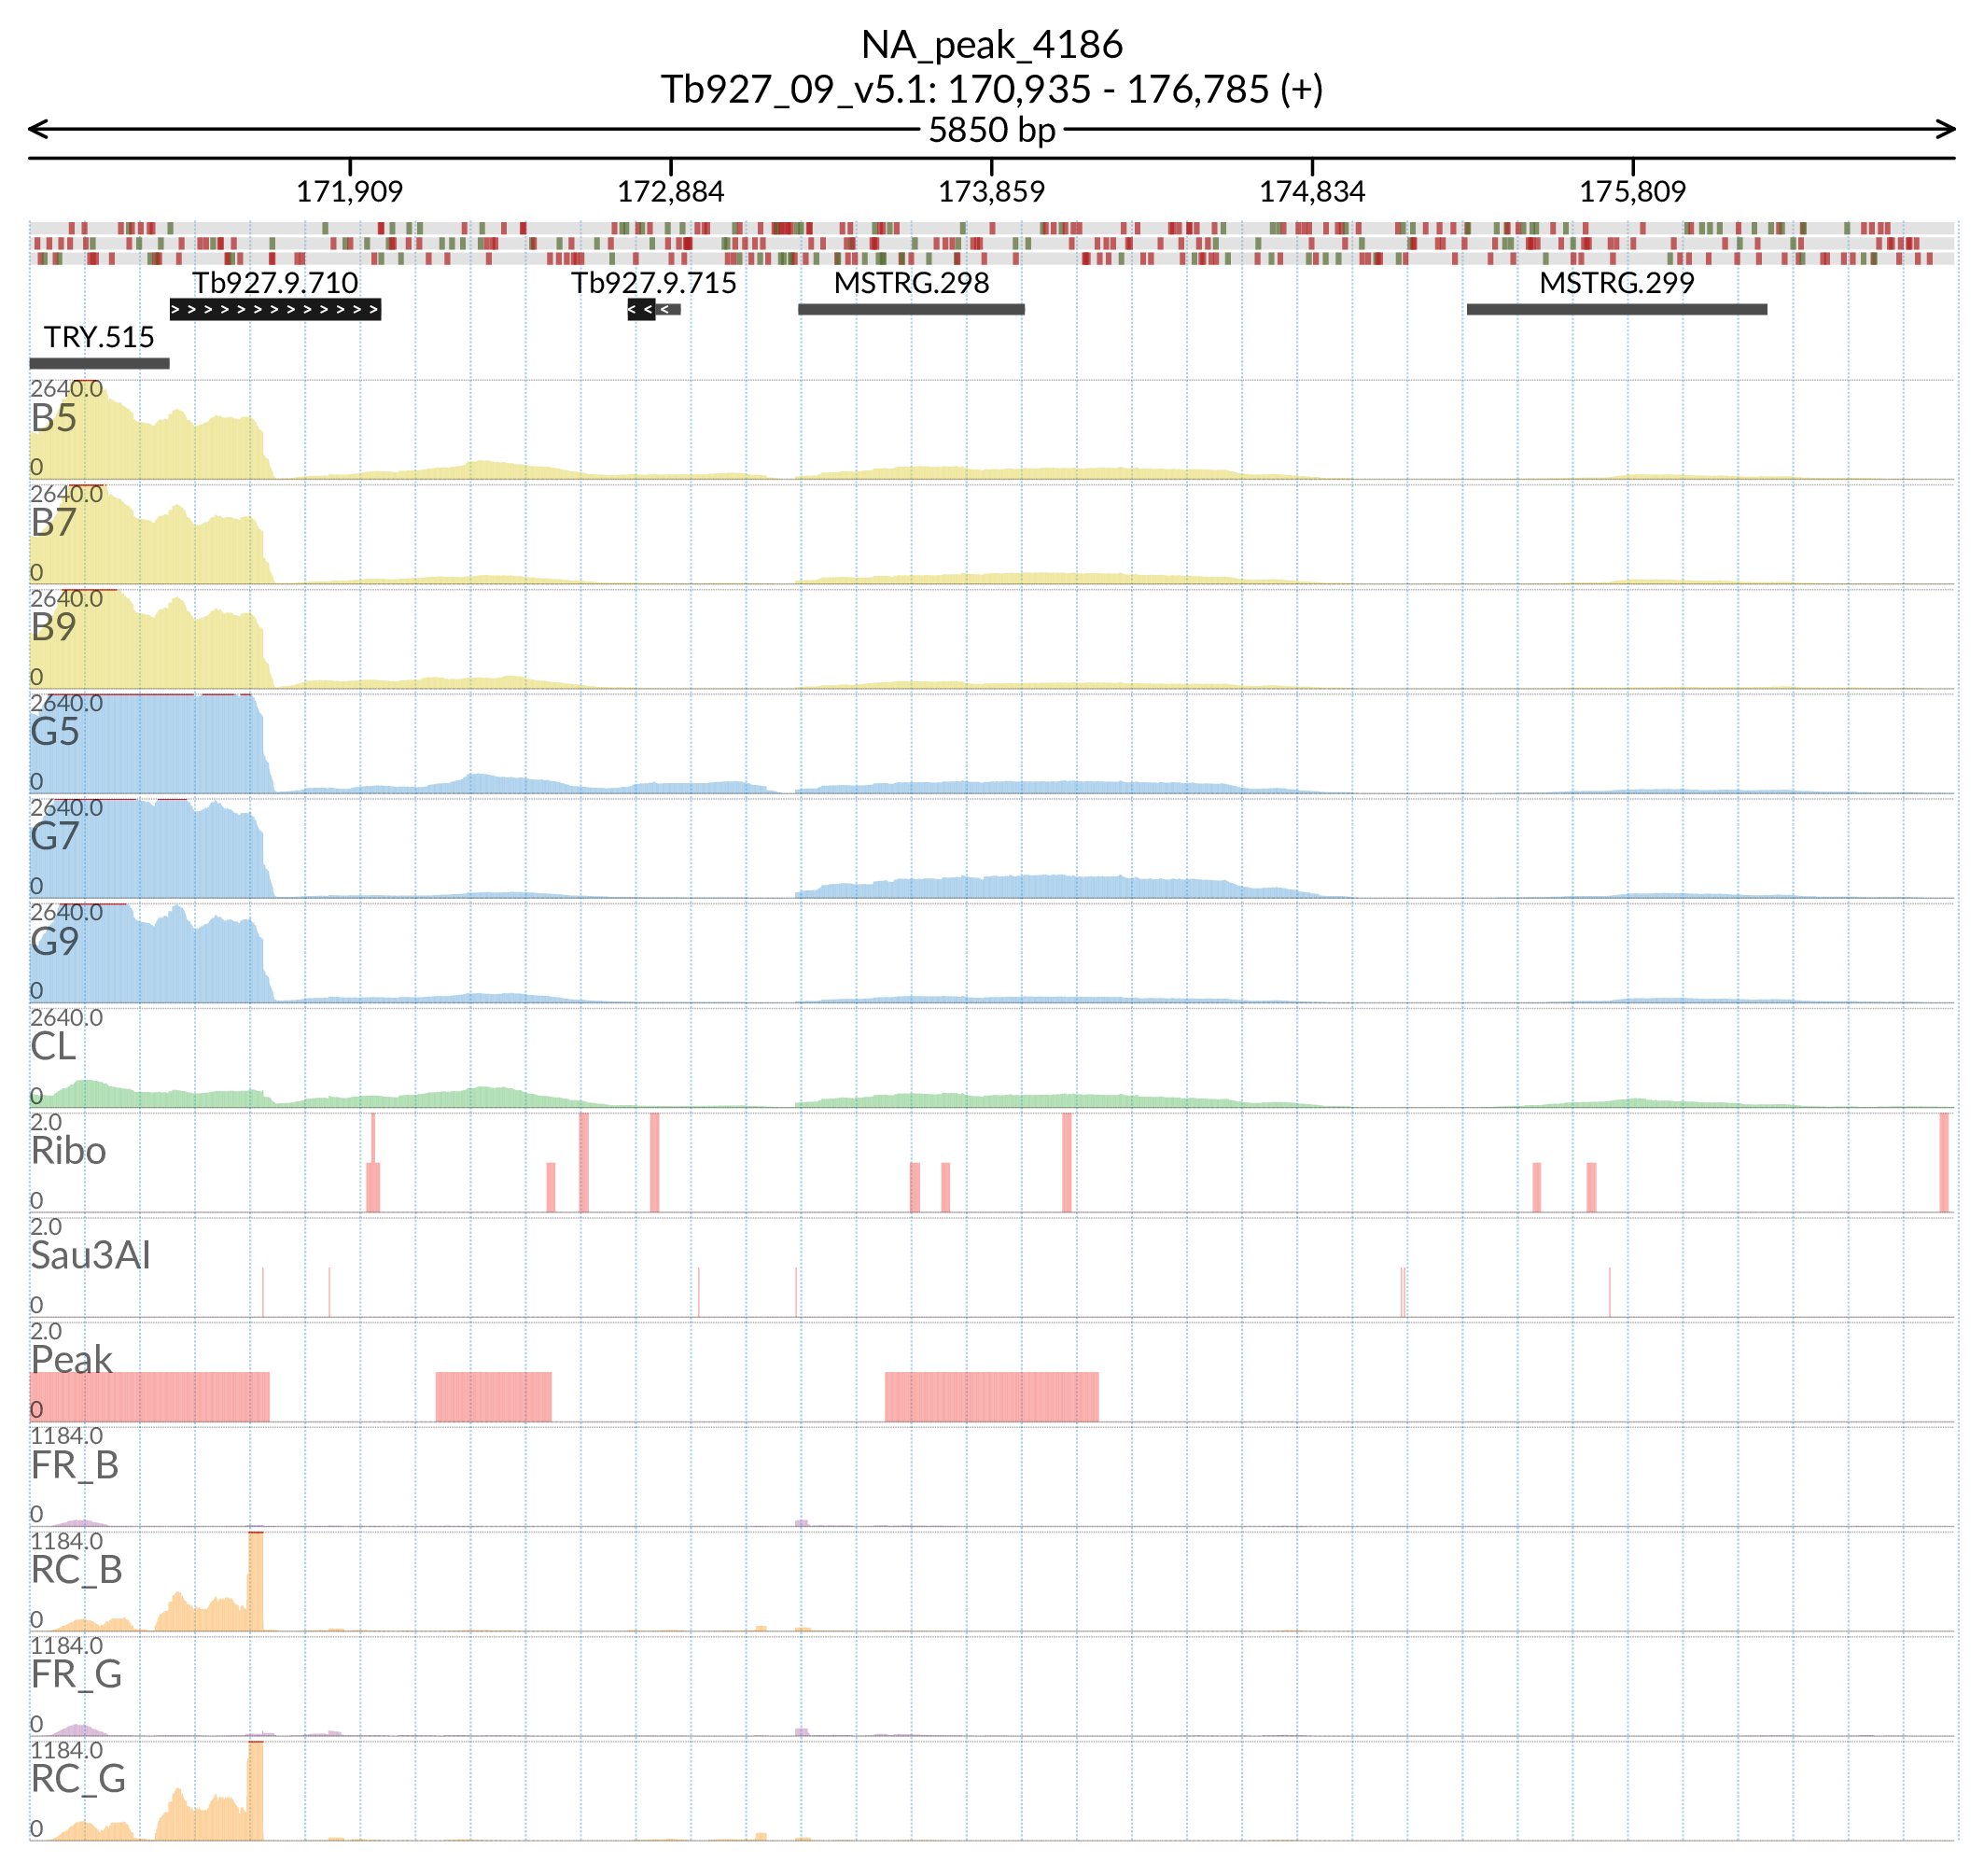 NA_peak_4186
Tb927_09_v5.1: 170,935 - 176,785 (+)
5850 bp
171,909 172,884 173,859 174,834 175,809
Tb927.9.710 Tb927.9.715 MSTRG.298 MSTRG.299
TRY.515
2640.0
B5
0
2640.0
B7
0
2640.0
B9
0
2640.0
G5
0
2640.0
G7
0
2640.0
G9
0
2640.0
CL
0
2.0
Ribo
0
2.0
Sau3AI
0
2.0
Peak
0
1184.0
FR_B
0
1184.0
RC_B
0
1184.0
FR_G
0
1184.0
RC_G
0